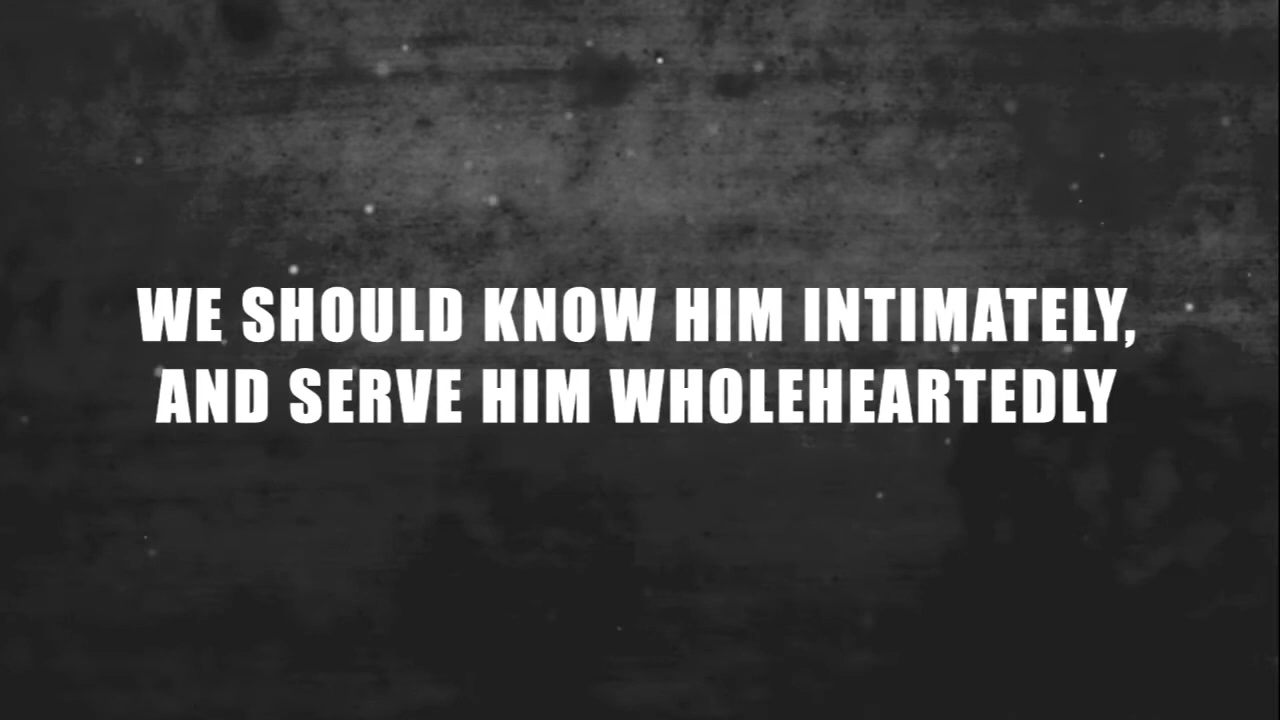 WE SHOULD KNOW HIM INTIMATELY,
AND SERVE HIM WHOLEHEARTEDLY